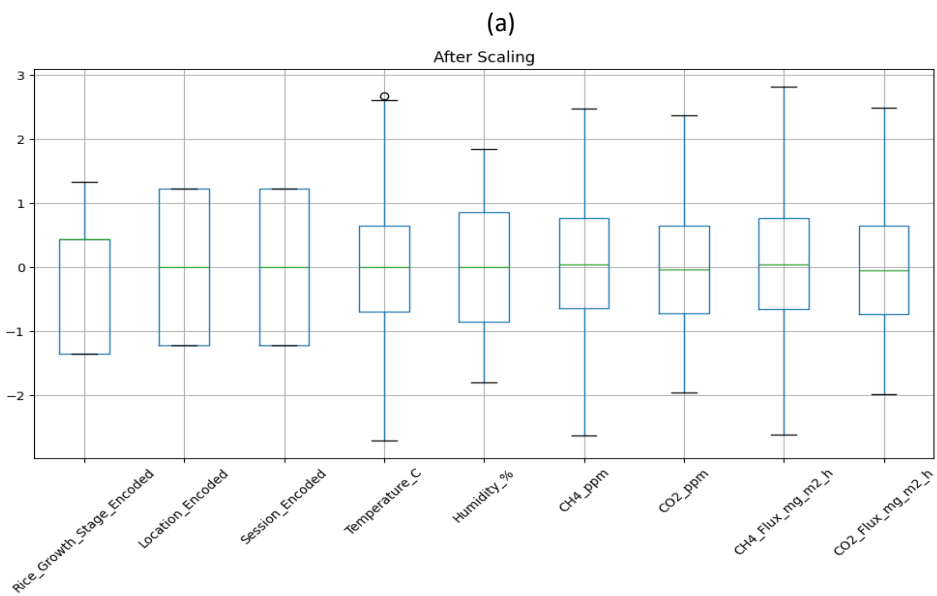 (a)
After Scaling
3
2
1
0
−1
−2
Rice_Growth_Stage_Encoded
Location_Encoded
Session_Encoded
Temperature_C
Humidity_%
CH4_ppm
CO2_ppm
CH4_Flux_mg_m2_h
CO2_Flux_mg_m2_h